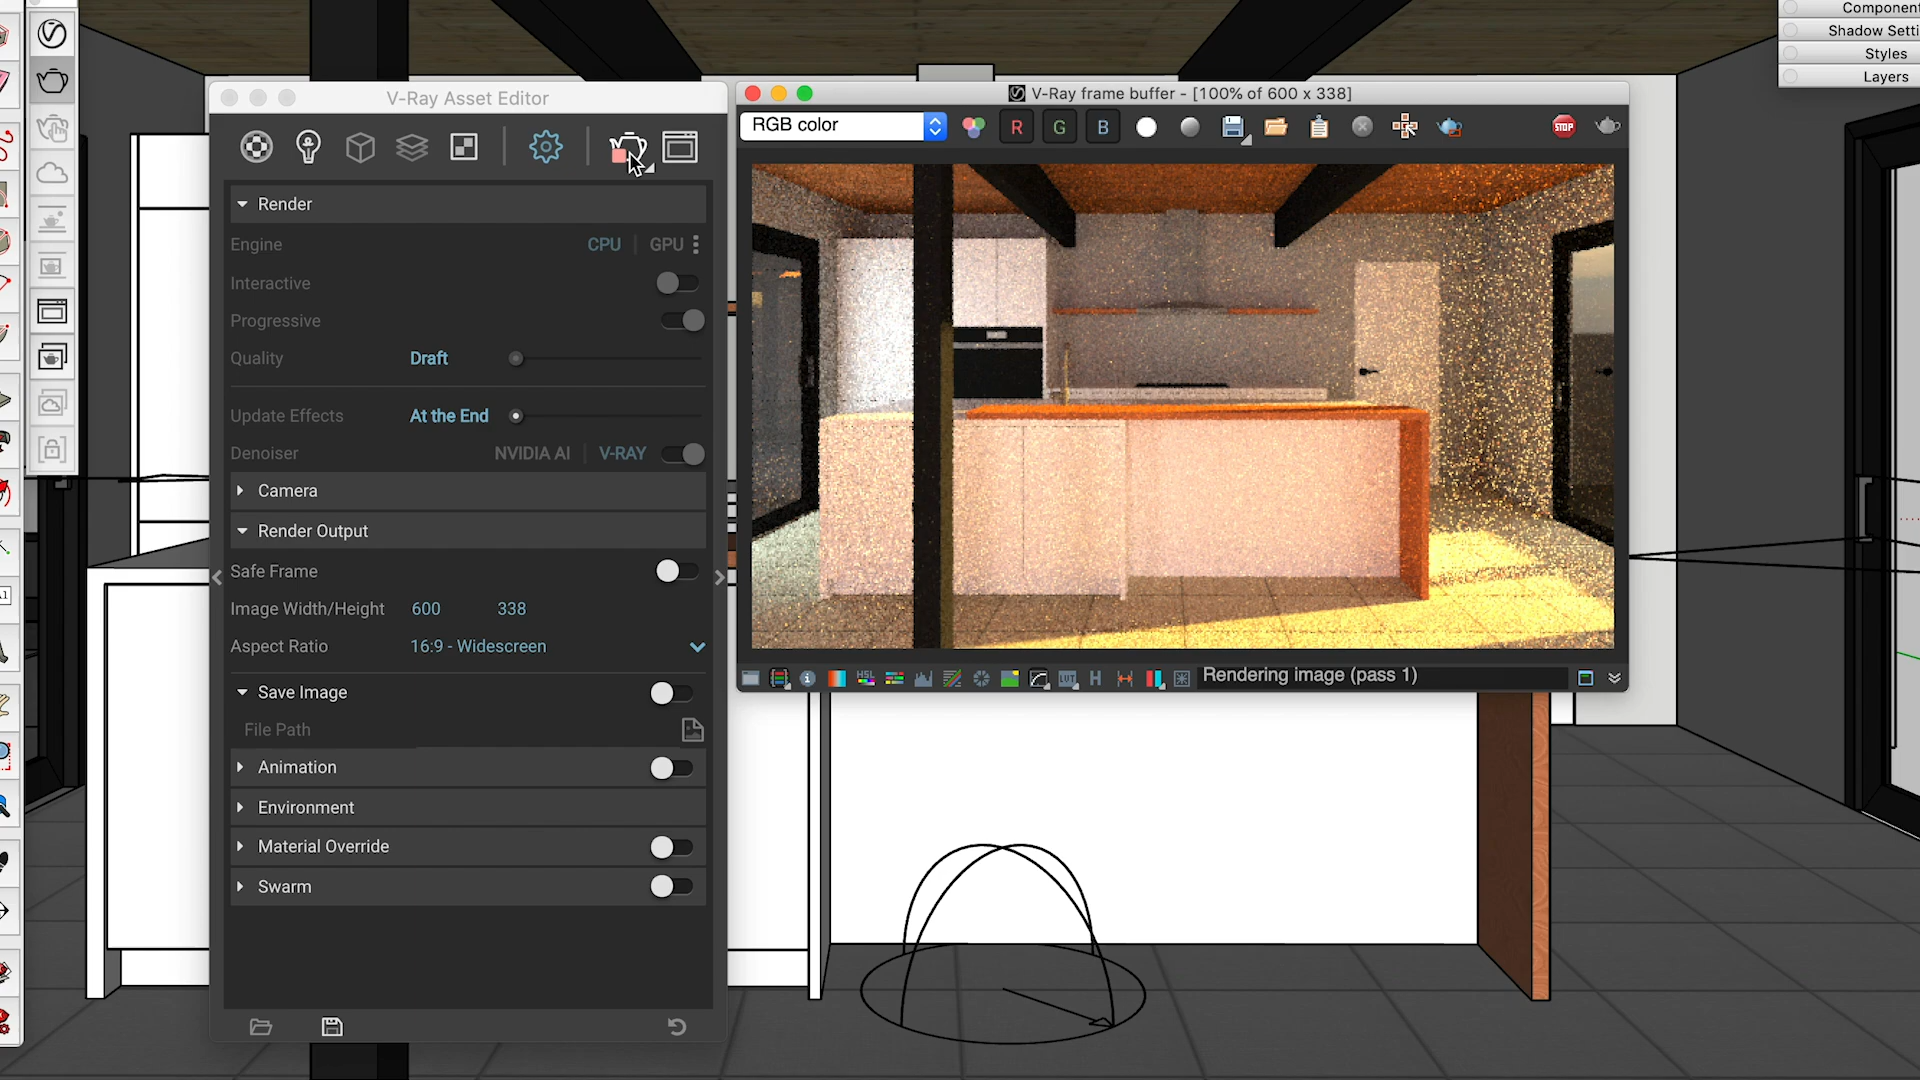 V-Ray Asset Editor
Render
Engine CPU GPU
Interactive
Progressive
Quality Draft
Update Effects At the End
Denoiser NVIDIA AI V-RAY
Camera
Render Output
Safe Frame
Image Width/Height 600 338
Aspect Ratio 16:9 - Widescreen
Save Image
File Path
Animation
Environment
Material Override
Swarm
V-Ray frame buffer - [100% of 600 x 338]
RGB color
R G B
STOP
HSL
LUT
H
Rendering image (pass 1)
Component
Shadow Setti
Styles
Layers